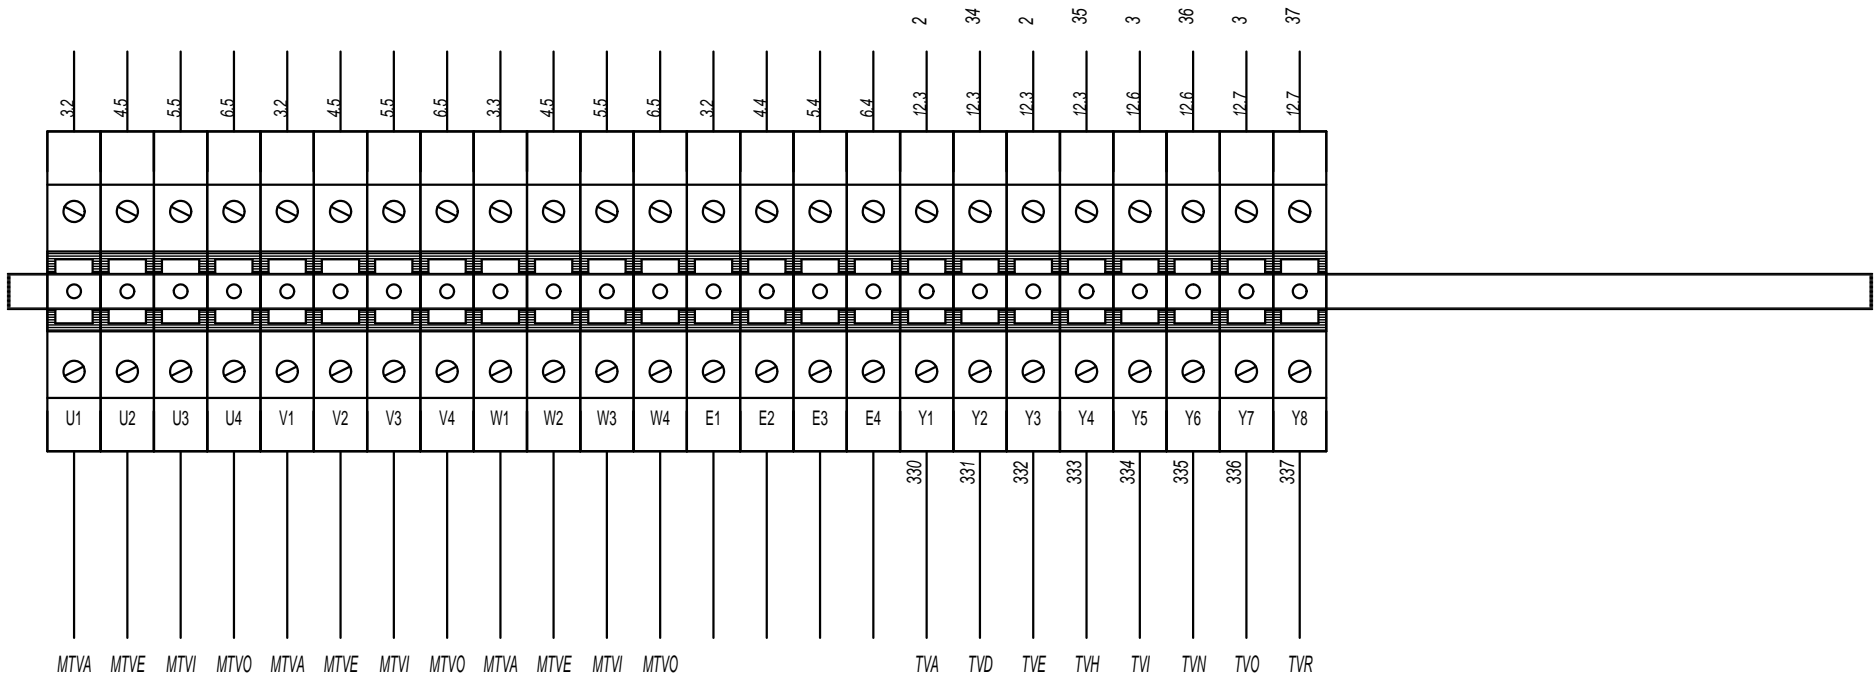 2 34 2 35 3 36 3 37
3.2 4.5 5.5 6.5 3.2 4.5 5.5 6.5 3.3 4.5 5.5 6.5 3.2 4.4 5.4 6.4 12.3 12.3 12.3 12.3 12.6 12.6 12.7 12.7
U1 U2 U3 U4 V1 V2 V3 V4 W1 W2 W3 W4 E1 E2 E3 E4 Y1 Y2 Y3 Y4 Y5 Y6 Y7 Y8
330 331 332 333 334 335 336 337
MTVA MTVE MTVI MTVO MTVA MTVE MTVI MTVO MTVA MTVE MTVI MTVO TVA TVD TVE TVH TVI TVN TVO TVR